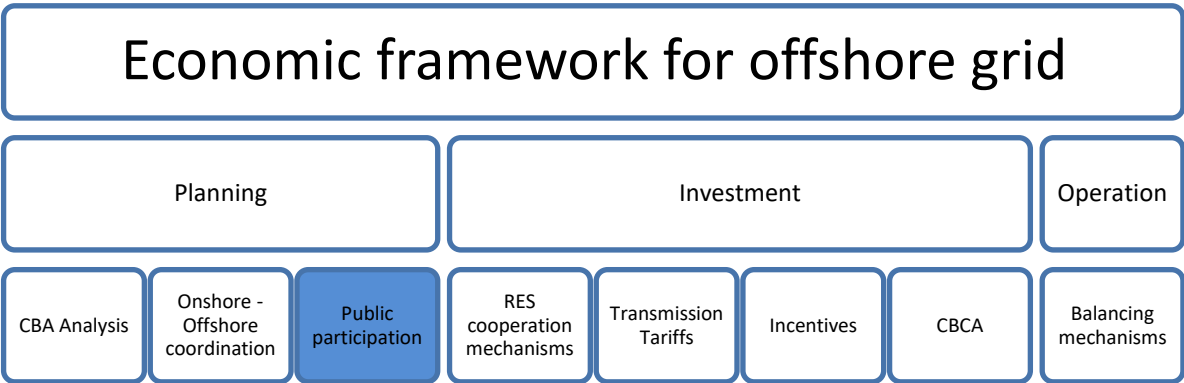 Economic framework for offshore grid
Planning
Investment
Operation
CBA Analysis
Onshore -
Offshore
coordination
Public
participation
RES
cooperation
mechanisms
Transmission
Tariffs
Incentives
CBCA
Balancing
mechanisms